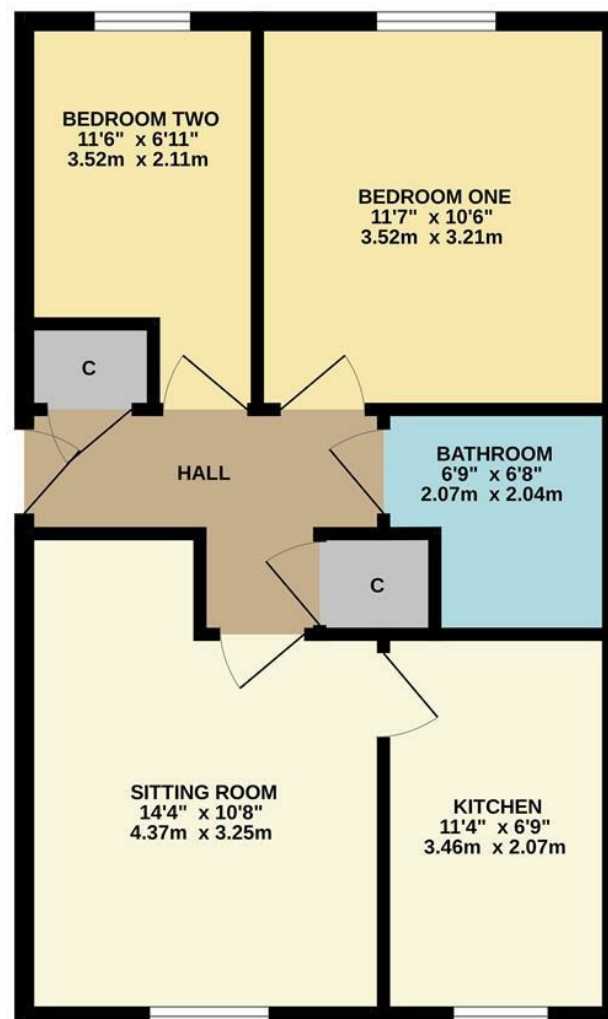 BEDROOM TWO
11'6" x 6'11"
3.52m x 2.11m
BEDROOM ONE
11'7" x 10'6"
3.52m x 3.21m
C
HALL
BATHROOM
6'9" x 6'8"
2.07m x 2.04m
C
SITTING ROOM
14'4" x 10'8"
4.37m x 3.25m
KITCHEN
11'4" x 6'9"
3.46m x 2.07m